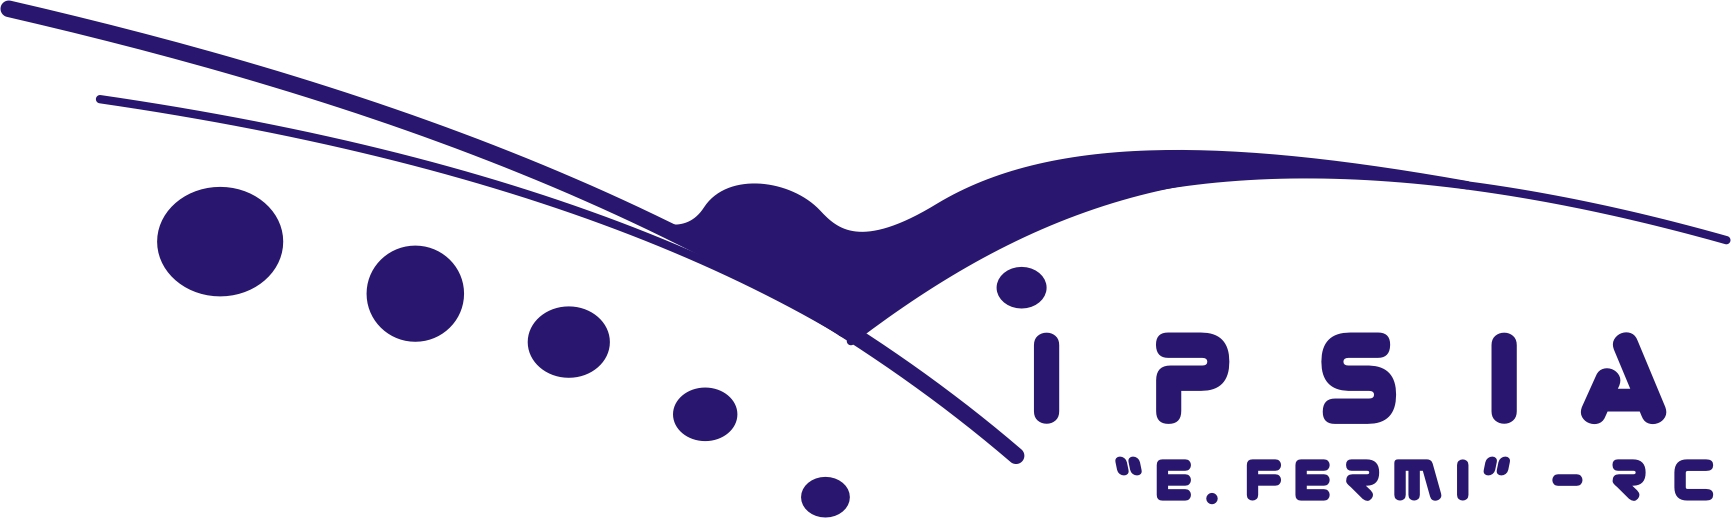 IPSIA
"E. FERMI" - RC